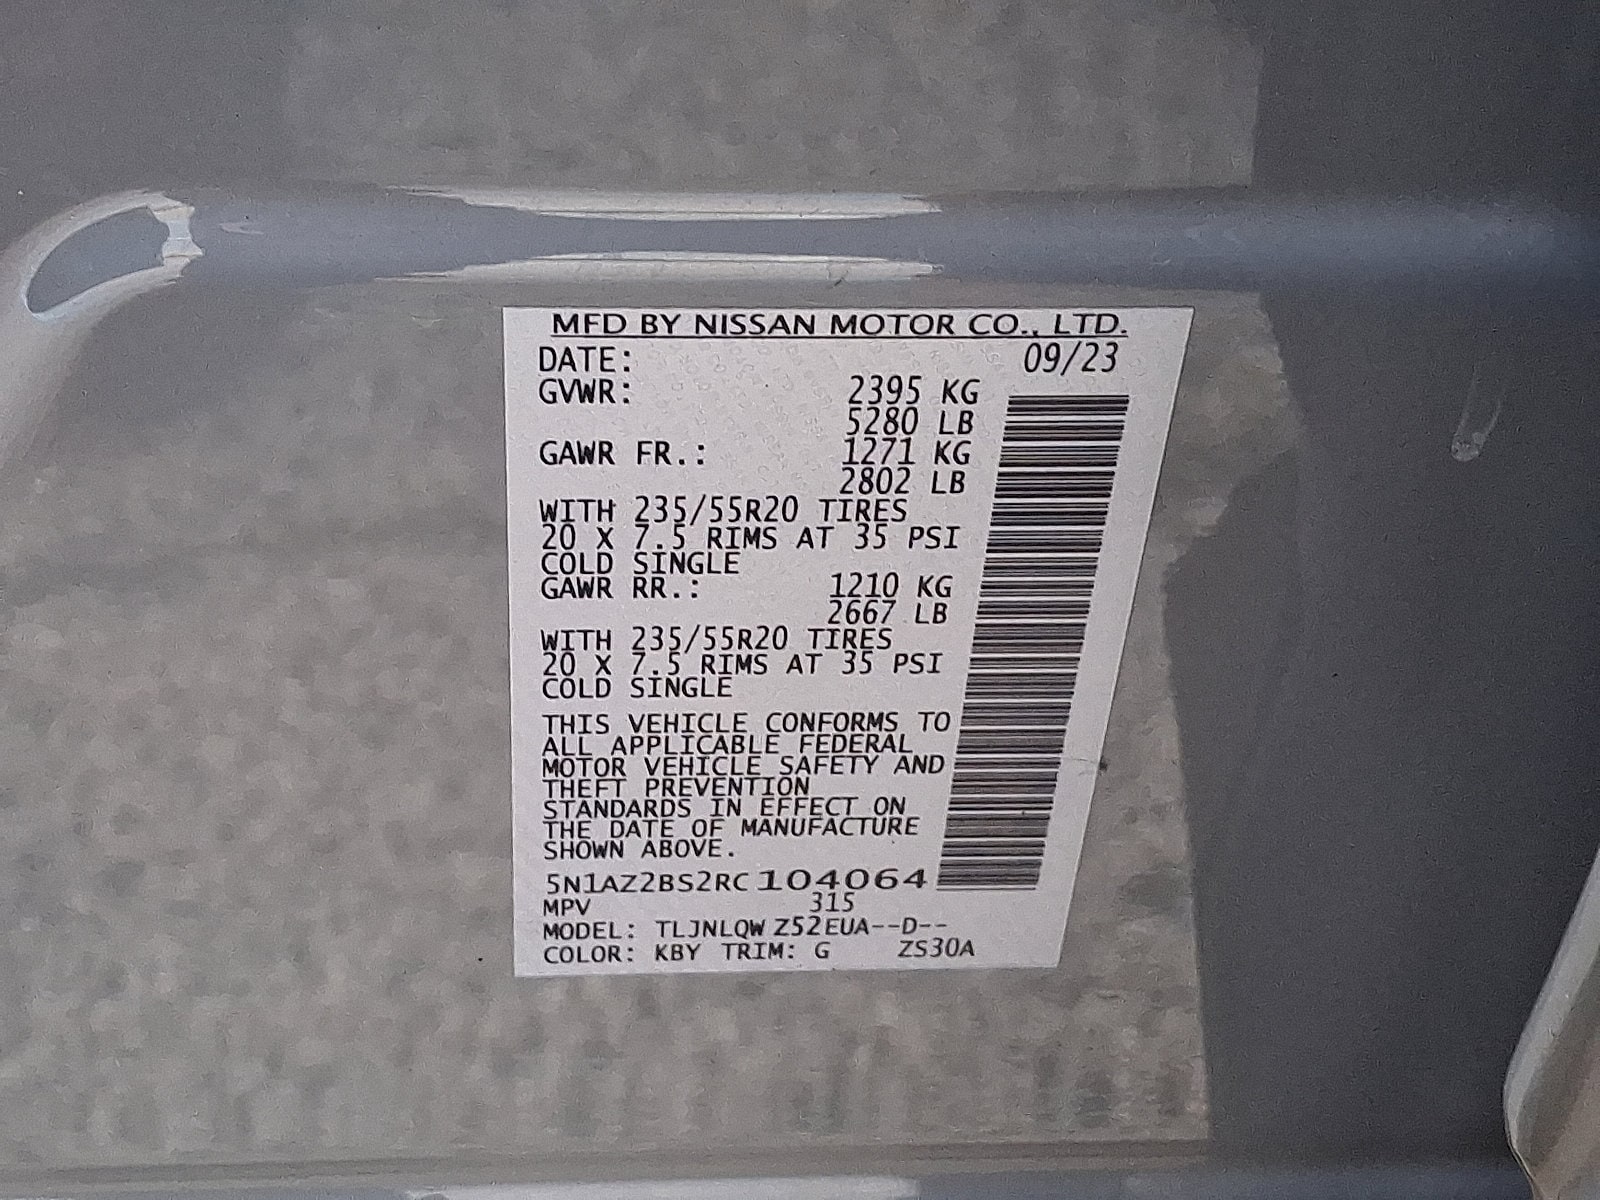 MFD BY NISSAN MOTOR CO., LTD.
DATE: 09/23
GVWR: 2395 KG
5280 LB
GAWR FR.: 1271 KG
2802 LB
WITH 235/55R20 TIRES
20 X 7.5 RIMS AT 35 PSI
COLD SINGLE
GAWR RR.: 1210 KG
2667 LB
WITH 235/55R20 TIRES
20 X 7.5 RIMS AT 35 PSI
COLD SINGLE
THIS VEHICLE CONFORMS TO
ALL APPLICABLE FEDERAL
MOTOR VEHICLE SAFETY AND
THEFT PREVENTION
STANDARDS IN EFFECT ON
THE DATE OF MANUFACTURE
SHOWN ABOVE.
5N1AZ2BS2RC104064
MPV 315
MODEL: TLJNLQW Z52EUA--D--
COLOR: KBY TRIM: G ZS30A